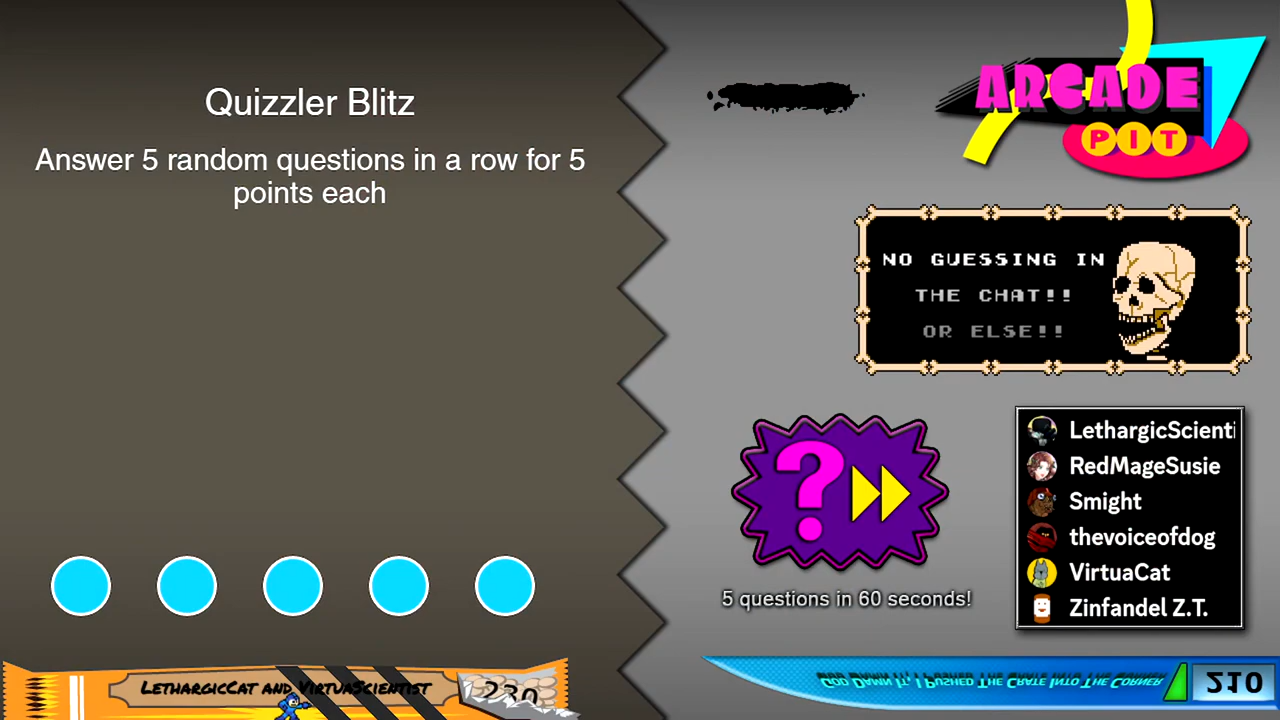 Quizzler Blitz
Answer 5 random questions in a row for 5
points each
ARCADE
PIT
NO GUESSING IN
THE CHAT!!
OR ELSE!!
?
5 questions in 60 seconds!
LethargicScienti
RedMageSusie
Smight
thevoiceofdog
VirtuaCat
Zinfandel Z.T.
LethargicCat and VirtuaScientist
230
God Damn It, I Pushed The Crate Into The Corner
210